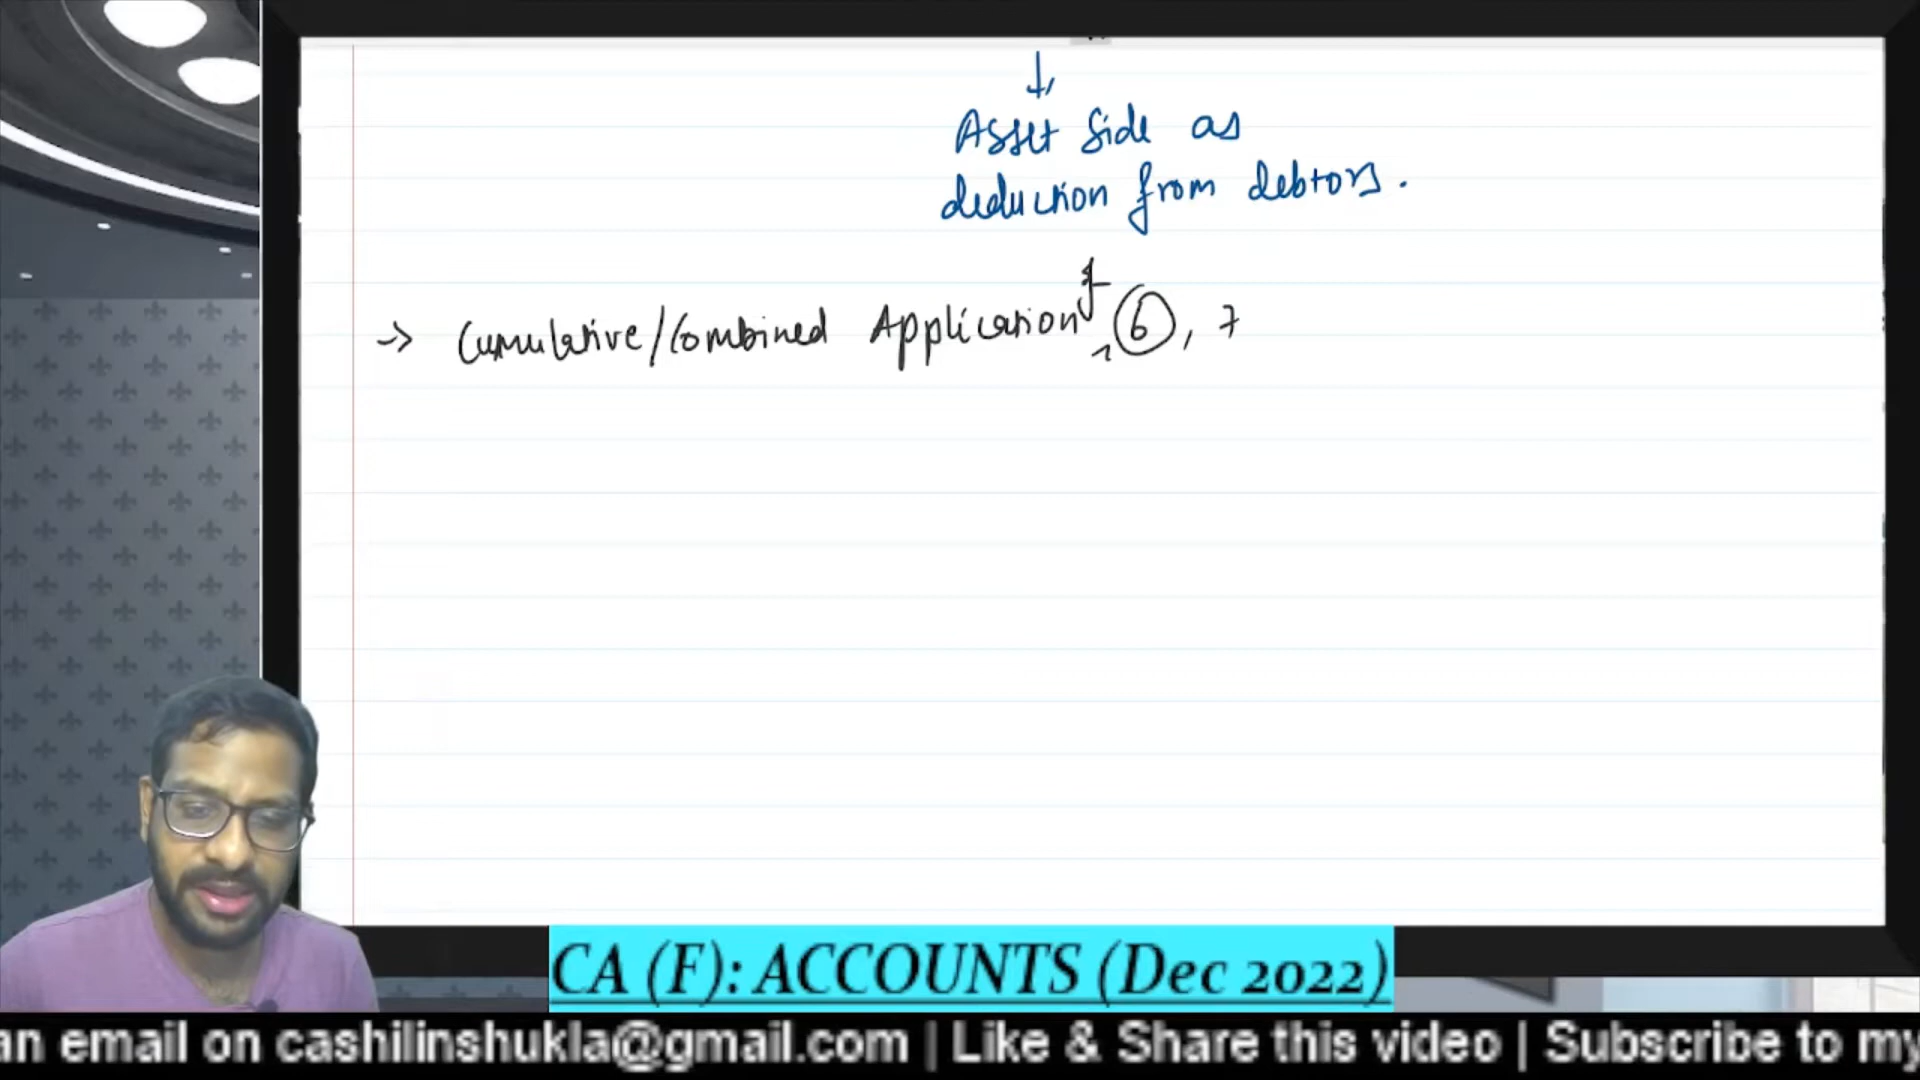 Asset side as
deduction from debtors.
-> Cumulative/Combined Application of 6, 7
CA (F): ACCOUNTS (Dec 2022)
an email on cashilinshukla@gmail.com | Like & Share this video | Subscribe to my